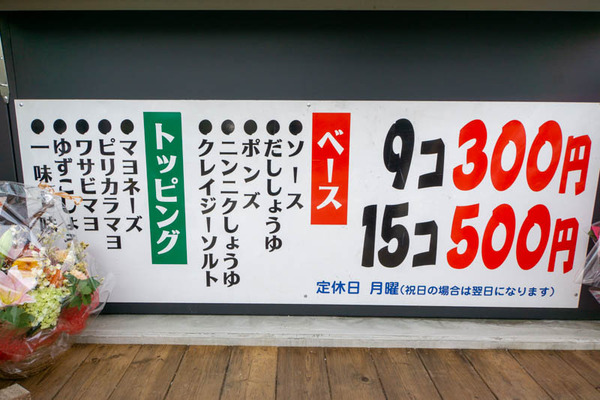 9コ300円
15コ500円
定休日 月曜(祝日の場合は翌日になります)
ベース
●ソース
●だししょうゆ
●ポンズ
●ニンニクしょうゆ
●クレイジーソルト
トッピング
●マヨネーズ
●ピリカラマヨ
●ワサビマヨ
●ゆずこしょう
●一味